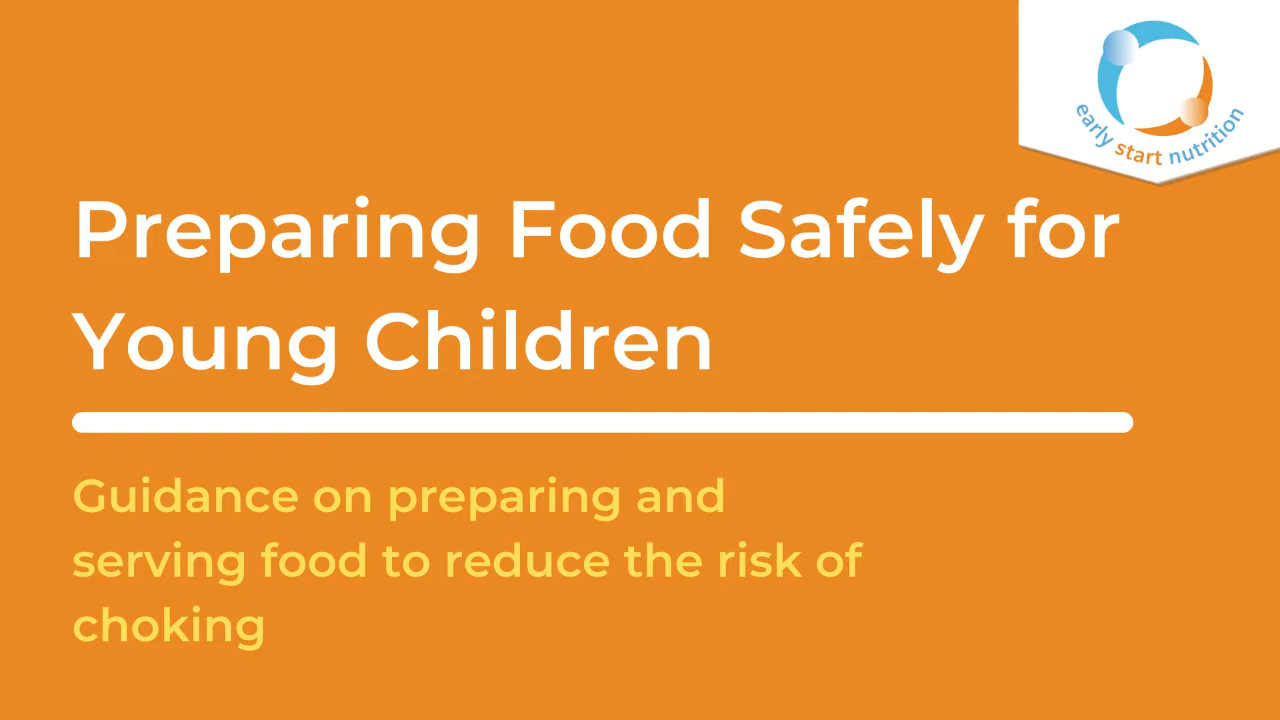 early start nutrition
Preparing Food Safely for
Young Children
Guidance on preparing and
serving food to reduce the risk of
choking